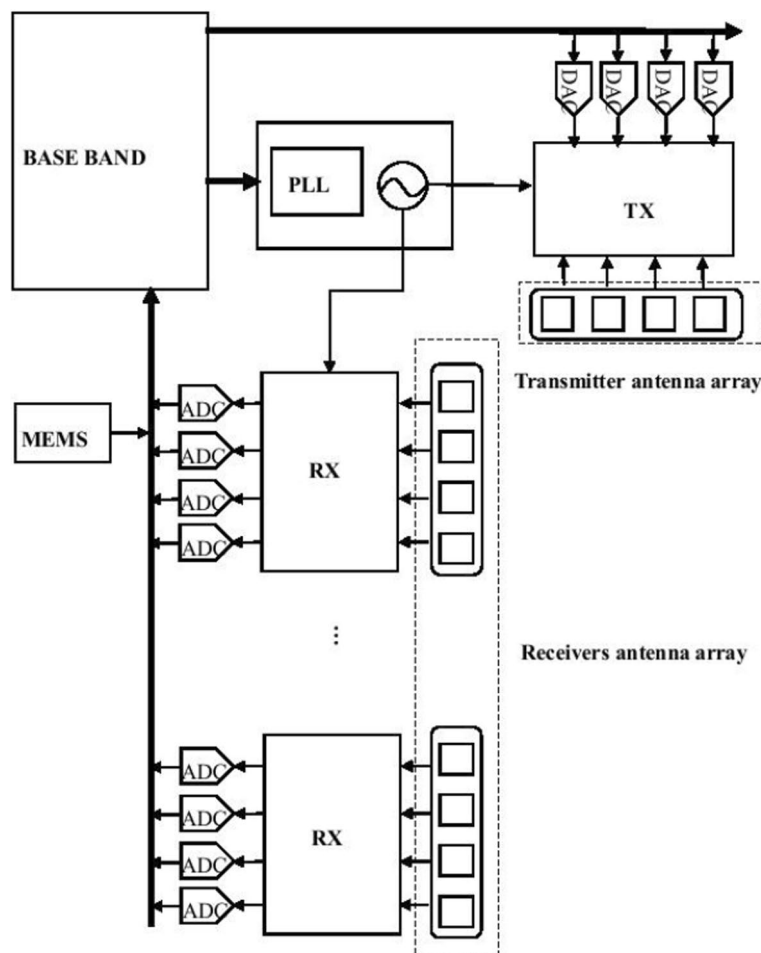 DAC DAC DAC DAC
BASE BAND
PLL
TX
Transmitter antenna array
ADC
MEMS
ADC
RX
ADC
ADC
...
Receivers antenna array
ADC
ADC
RX
ADC
ADC